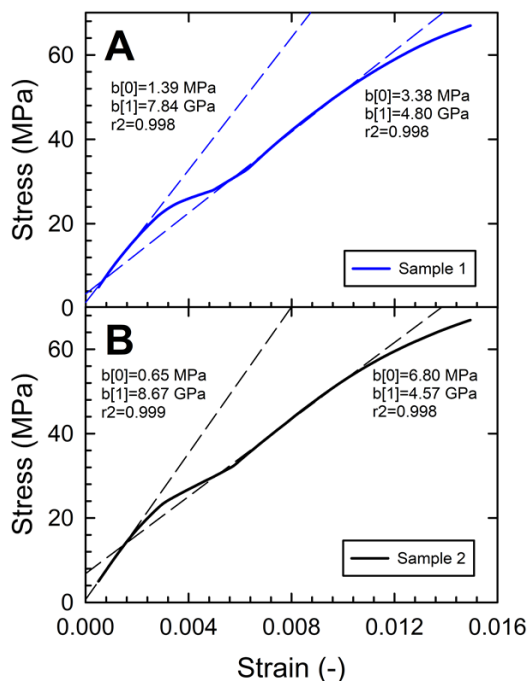 A
60
40
20
0
Stress (MPa)
b[0]=1.39 MPa
b[1]=7.84 GPa
r2=0.998
b[0]=3.38 MPa
b[1]=4.80 GPa
r2=0.998
Sample 1
B
60
40
20
0
Stress (MPa)
b[0]=0.65 MPa
b[1]=8.67 GPa
r2=0.999
b[0]=6.80 MPa
b[1]=4.57 GPa
r2=0.998
Sample 2
0.000 0.004 0.008 0.012 0.016
Strain (-)